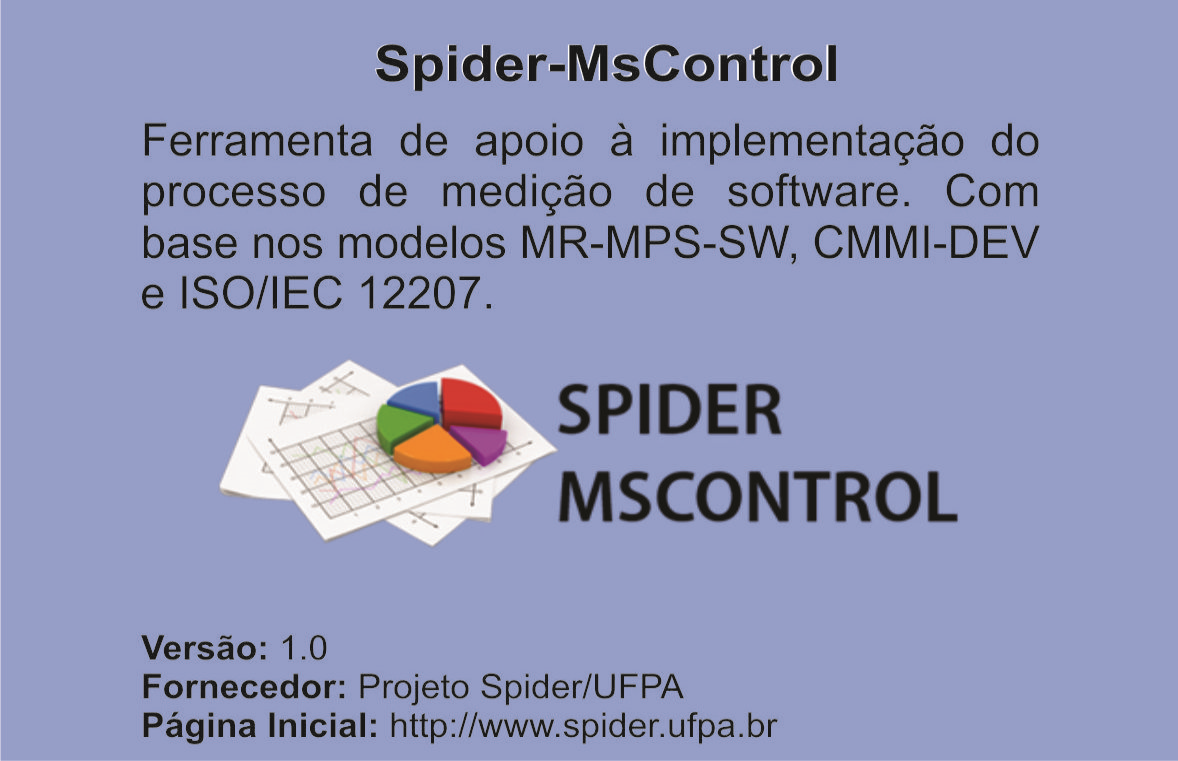 Spider-MsControl
Ferramenta de apoio à implementação do
processo de medição de software. Com
base nos modelos MR-MPS-SW, CMMI-DEV
e ISO/IEC 12207.
SPIDER
MSCONTROL
Versão: 1.0
Fornecedor: Projeto Spider/UFPA
Página Inicial: http://www.spider.ufpa.br